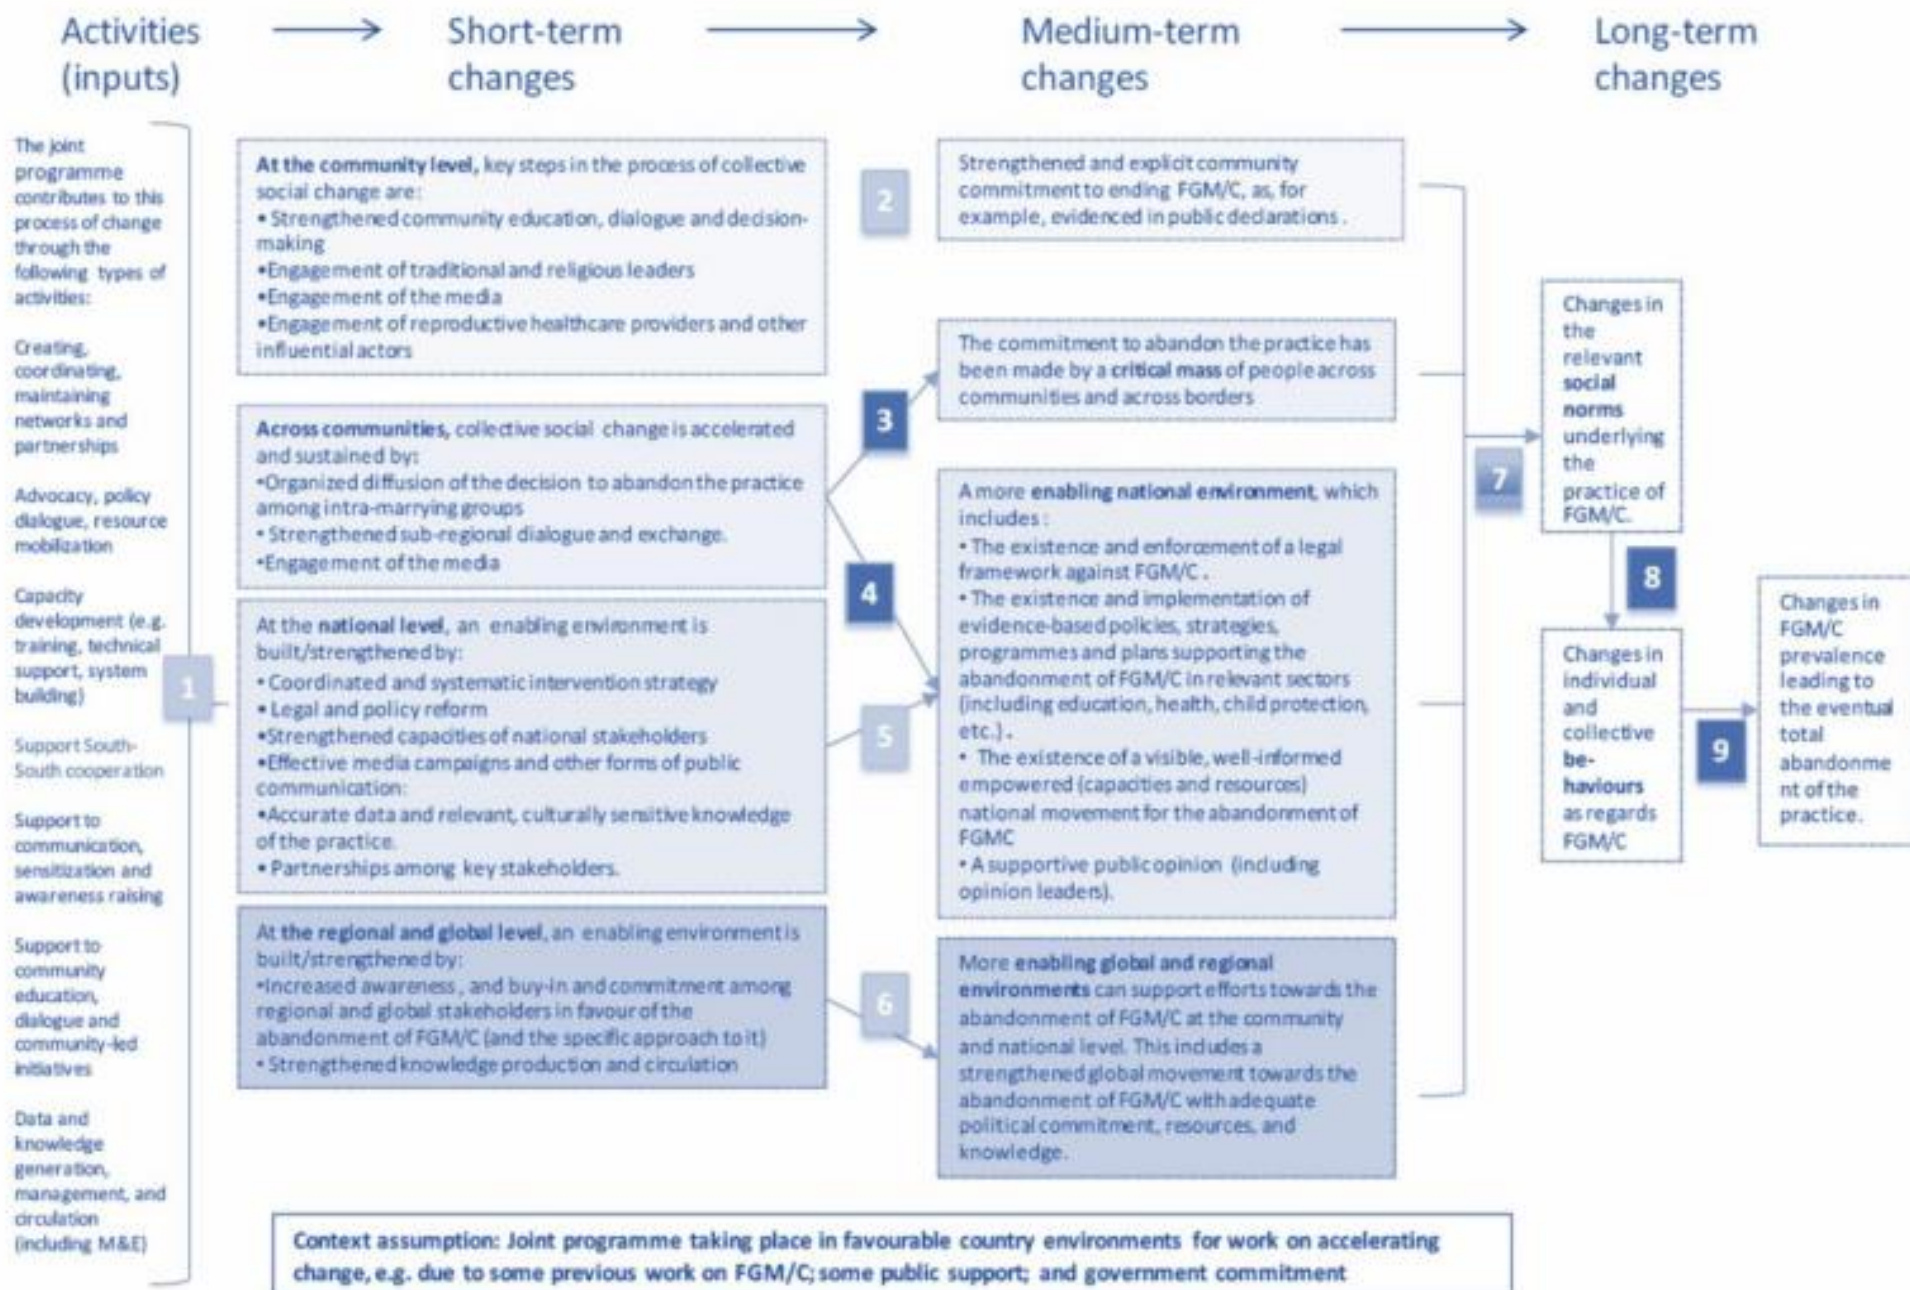 Activities
(inputs)
Short-term
changes
Medium-term
changes
Long-term
changes
The joint
programme
contributes to this
process of change
through the
following types of
activities:
Creating,
coordinating,
maintaining
networks and
partnerships
Advocacy, policy
dialogue, resource
mobilization
Capacity
development (e.g.
training, technical
support, system
building)
Support South-
South cooperation
Support to
communication,
sensitization and
awareness raising
Support to
community
education,
dialogue and
community-led
initiatives
Data and
knowledge
generation,
management, and
circulation
(including M&E)
1
At the community level, key steps in the process of collective
social change are:
• Strengthened community education, dialogue and decision-
making
•Engagement of traditional and religious leaders
•Engagement of the media
•Engagement of reproductive healthcare providers and other
influential actors
Across communities, collective social change is accelerated
and sustained by:
•Organized diffusion of the decision to abandon the practice
among intra-marrying groups
• Strengthened sub-regional dialogue and exchange.
•Engagement of the media
At the national level, an enabling environment is
built/strengthened by:
• Coordinated and systematic intervention strategy
• Legal and policy reform
•Strengthened capacities of national stakeholders
•Effective media campaigns and other forms of public
communication:
•Accurate data and relevant, culturally sensitive knowledge
of the practice.
• Partnerships among key stakeholders.
At the regional and global level, an enabling environment is
built/strengthened by:
•Increased awareness, and buy-in and commitment among
regional and global stakeholders in favour of the
abandonment of FGM/C (and the specific approach to it)
• Strengthened knowledge production and circulation
2
3
4
5
6
Strengthened and explicit community
commitment to ending FGM/C, as, for
example, evidenced in public declarations .
The commitment to abandon the practice has
been made by a critical mass of people across
communities and across borders
A more enabling national environment, which
includes :
• The existence and enforcement of a legal
framework against FGM/C .
• The existence and implementation of
evidence-based policies, strategies,
programmes and plans supporting the
abandonment of FGM/C in relevant sectors
(including education, health, child protection,
etc.) .
• The existence of a visible, well-informed
empowered (capacities and resources)
national movement for the abandonment of
FGMC
• A supportive public opinion (including
opinion leaders).
More enabling global and regional
environments can support efforts towards the
abandonment of FGM/C at the community
and national level. This includes a
strengthened global movement towards the
abandonment of FGM/C with adequate
political commitment, resources, and
knowledge.
7
Changes in
the
relevant
social
norms
underlying
the
practice of
FGM/C.
8
Changes in
individual
and
collective
be-
haviours
as regards
FGM/C
9
Changes in
FGM/C
prevalence
leading to
the eventual
total
abandonme
nt of the
practice.
Context assumption: Joint programme taking place in favourable country environments for work on accelerating
change, e.g. due to some previous work on FGM/C; some public support; and government commitment